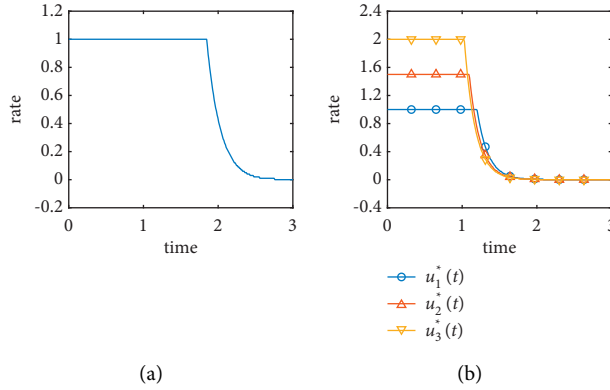 1.2
1
0.8
0.6
0.4
0.2
0
-0.2
rate
0 1 2 3
time
2.4
2
1.6
1.2
0.8
0.4
0
-0.4
rate
0 1 2 3
time
u₁*(t)
u₂*(t)
u₃*(t)
(a) (b)